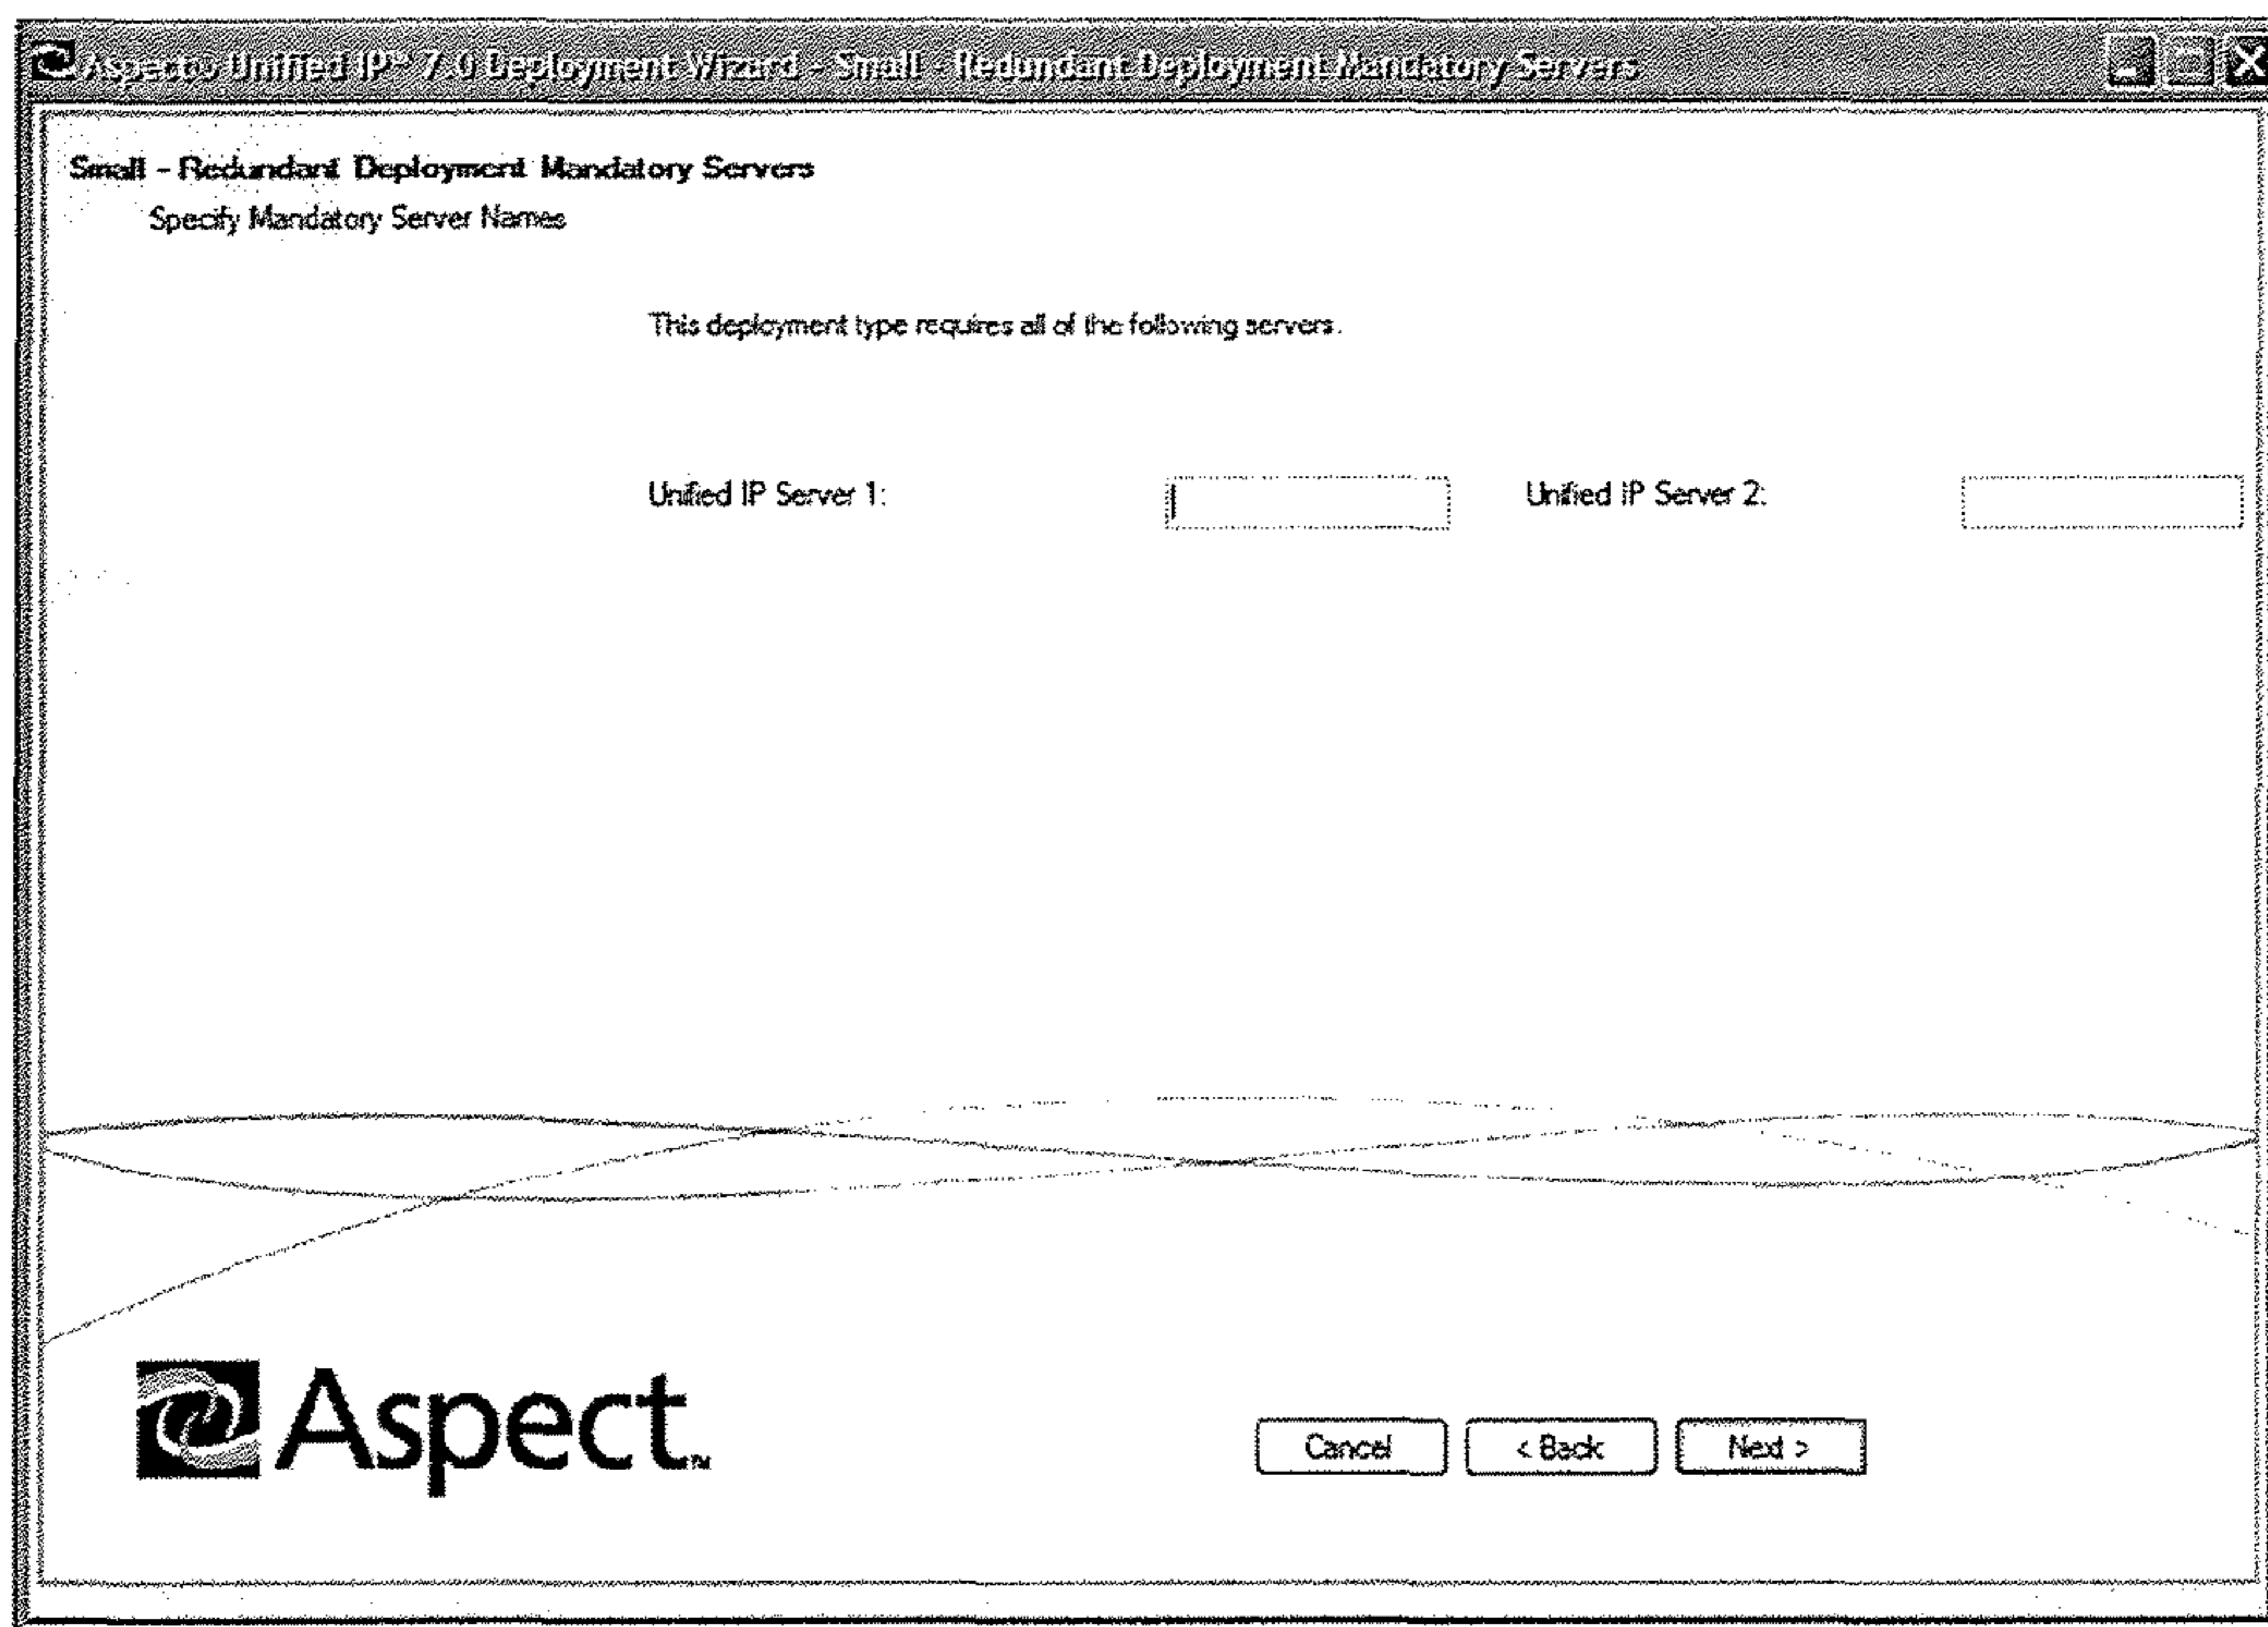 Aspect® Unified IP™ 7.0 Deployment Wizard - Small - Redundant Deployment Mandatory Servers
Small - Redundant Deployment Mandatory Servers
Specify Mandatory Server Names
This deployment type requires all of the following servers.
Unified IP Server 1: Unified IP Server 2:
Aspect™
Cancel < Back Next >